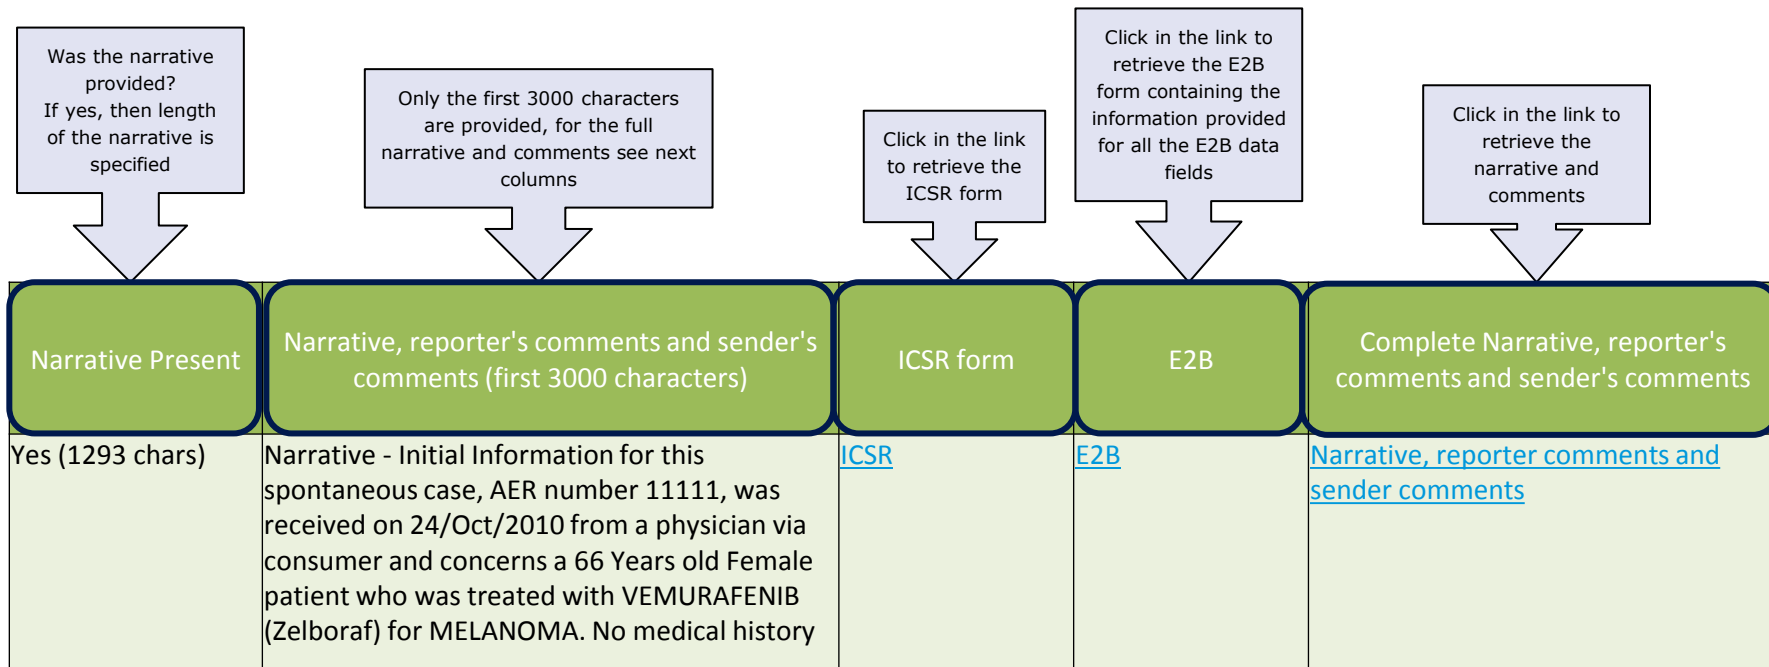 Was the narrative
provided?
If yes, then length
of the narrative is
specified
Only the first 3000 characters
are provided, for the full
narrative and comments see next
columns
Click in the link
to retrieve the
ICSR form
Click in the link to
retrieve the E2B
form containing the
information provided
for all the E2B data
fields
Click in the link to
retrieve the
narrative and
comments
Narrative Present
Narrative, reporter's comments and sender's
comments (first 3000 characters)
ICSR form
E2B
Complete Narrative, reporter's
comments and sender's comments
Yes (1293 chars)
Narrative - Initial Information for this
spontaneous case, AER number 11111, was
received on 24/Oct/2010 from a physician via
consumer and concerns a 66 Years old Female
patient who was treated with VEMURAFENIB
(Zelboraf) for MELANOMA. No medical history
ICSR
E2B
Narrative, reporter comments and
sender comments